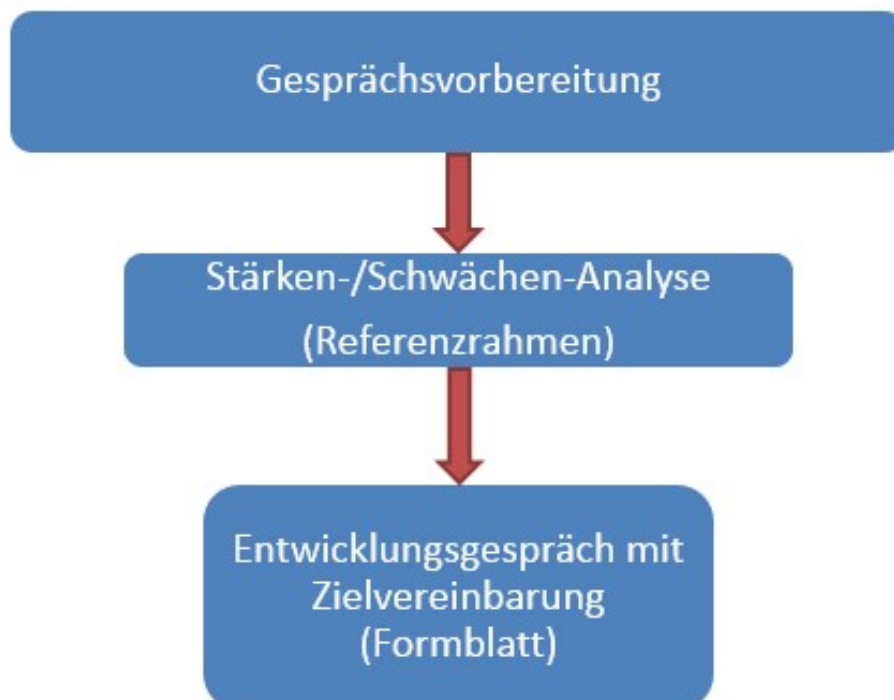 Gesprächsvorbereitung
Stärken-/Schwächen-Analyse
(Referenzrahmen)
Entwicklungsgespräch mit
Zielvereinbarung
(Formblatt)